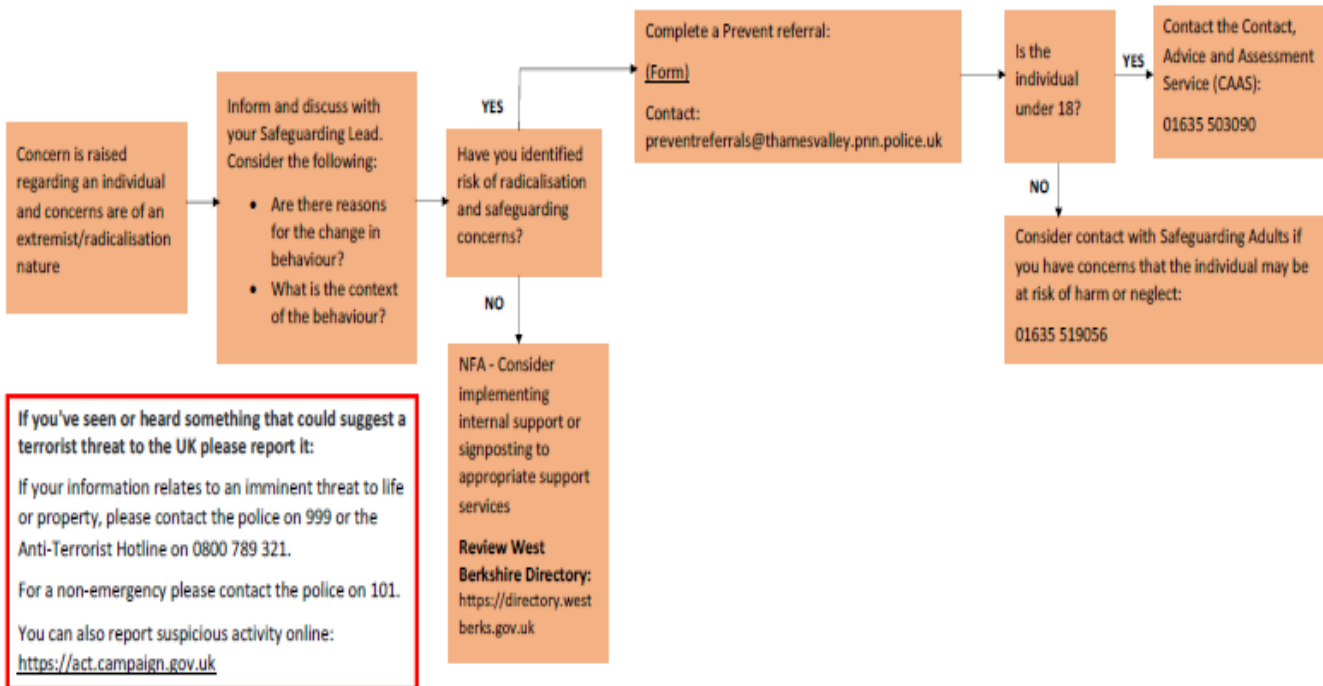 Concern is raised
regarding an individual
and concerns are of an
extremist/radicalisation
nature
Inform and discuss with
your Safeguarding Lead.
Consider the following:
• Are there reasons
for the change in
behaviour?
• What is the context
of the behaviour?
Have you identified
risk of radicalisation
and safeguarding
concerns?
YES
Complete a Prevent referral:
(Form)
Contact:
preventreferrals@thamesvalley.pnn.police.uk
Is the
individual
under 18?
YES
Contact the Contact,
Advice and Assessment
Service (CAAS):
01635 503090
NO
Consider contact with Safeguarding Adults if
you have concerns that the individual may be
at risk of harm or neglect:
01635 519056
NO
NFA - Consider
implementing
internal support or
signposting to
appropriate support
services
Review West
Berkshire Directory:
https://directory.west
berks.gov.uk
If you've seen or heard something that could suggest a
terrorist threat to the UK please report it:
If your information relates to an imminent threat to life
or property, please contact the police on 999 or the
Anti-Terrorist Hotline on 0800 789 321.
For a non-emergency please contact the police on 101.
You can also report suspicious activity online:
https://act.campaign.gov.uk